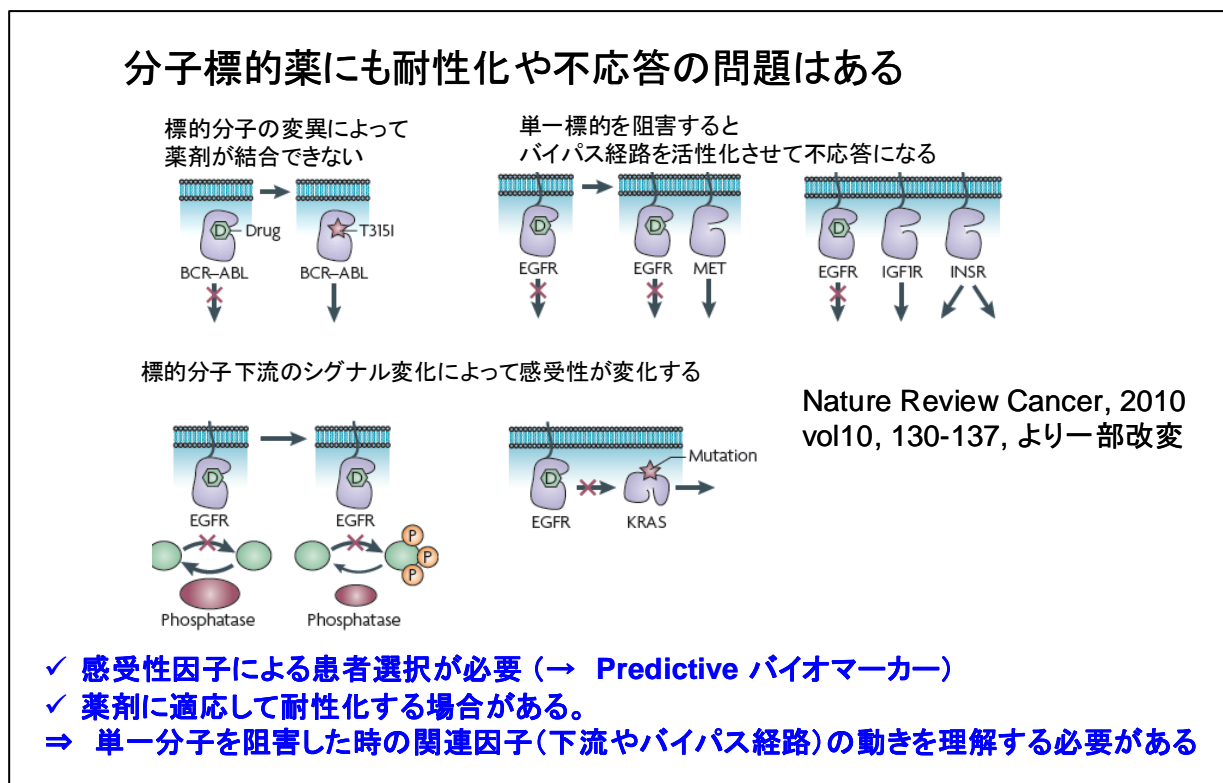 分子標的薬にも耐性化や不応答の問題はある
標的分子の変異によって
薬剤が結合できない
D
Drug
T315I
BCR–ABL
BCR–ABL
単一標的を阻害すると
バイパス経路を活性化させて不応答になる
D
D
D
EGFR
EGFR
MET
EGFR
IGF1R
INSR
標的分子下流のシグナル変化によって感受性が変化する
D
D
EGFR
EGFR
P
P
P
Phosphatase
Phosphatase
Mutation
D
EGFR
KRAS
Nature Review Cancer, 2010
vol10, 130-137, より一部改変
✓ 感受性因子による患者選択が必要 (→ Predictive バイオマーカー)
✓ 薬剤に適応して耐性化する場合がある。
⇒ 単一分子を阻害した時の関連因子(下流やバイパス経路)の動きを理解する必要がある